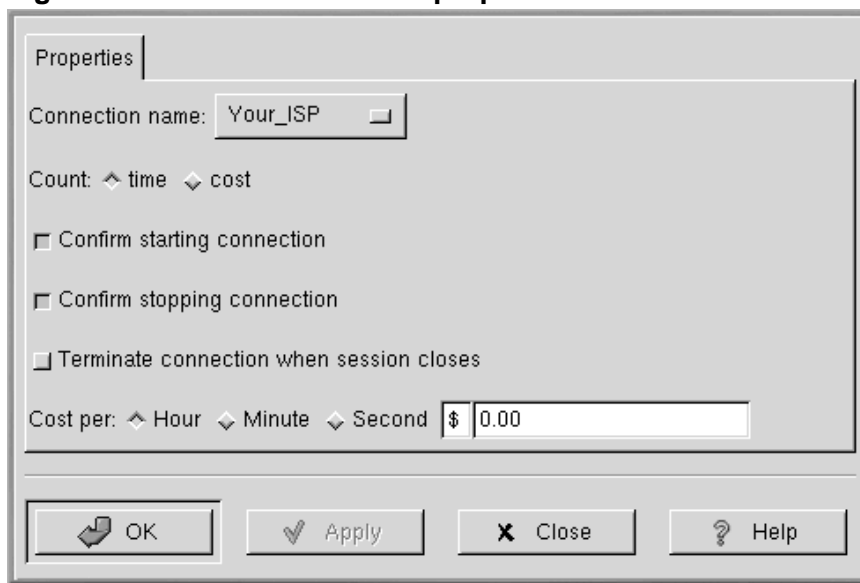 Properties
Connection name: Your_ISP
Count: time cost
Confirm starting connection
Confirm stopping connection
Terminate connection when session closes
Cost per: Hour Minute Second $ 0.00
OK Apply Close Help